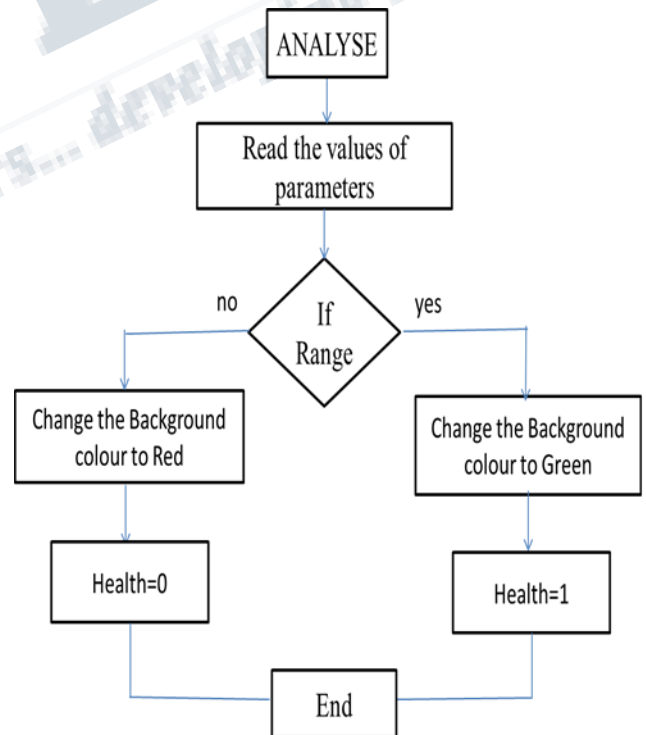 ANALYSE
Read the values of
parameters
If
Range
no
yes
Change the Background
colour to Red
Change the Background
colour to Green
Health=0
Health=1
End
developi